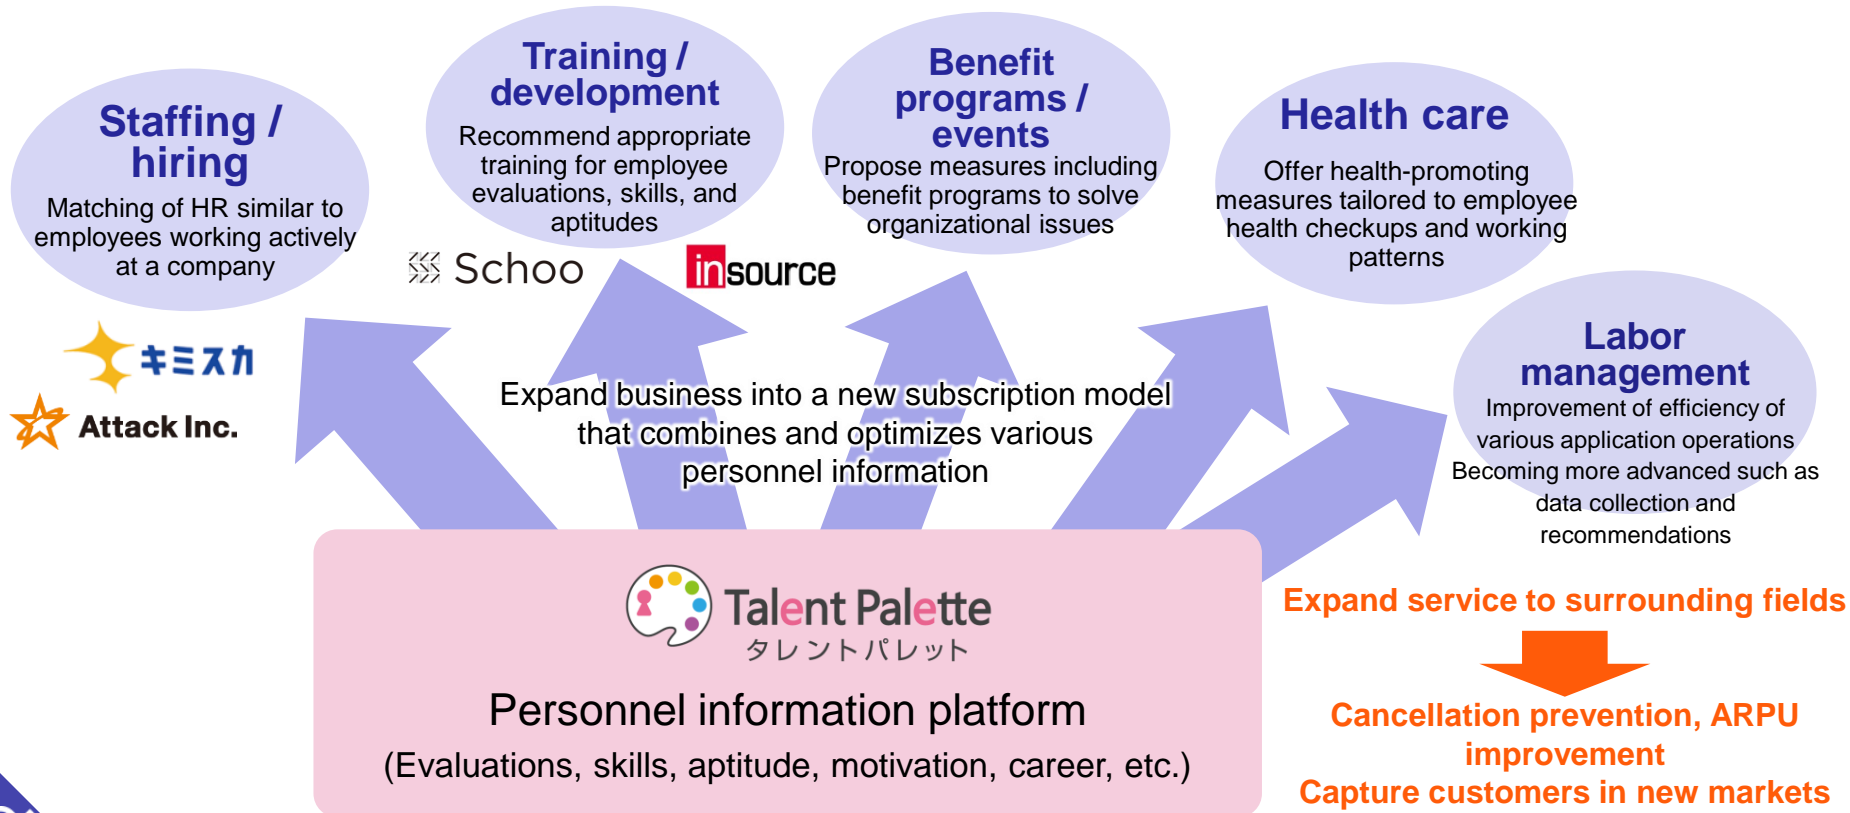 Staffing /
hiring
Matching of HR similar to
employees working actively
at a company
キミスカ
Attack Inc.
Training /
development
Recommend appropriate
training for employee
evaluations, skills, and
aptitudes
Schoo
insource
Benefit
programs /
events
Propose measures including
benefit programs to solve
organizational issues
Health care
Offer health-promoting
measures tailored to employee
health checkups and working
patterns
Labor
management
Improvement of efficiency of
various application operations
Becoming more advanced such as
data collection and
recommendations
Expand business into a new subscription model
that combines and optimizes various
personnel information
Talent Palette
タレントパレット
Personnel information platform
(Evaluations, skills, aptitude, motivation, career, etc.)
Expand service to surrounding fields
Cancellation prevention, ARPU
improvement
Capture customers in new markets